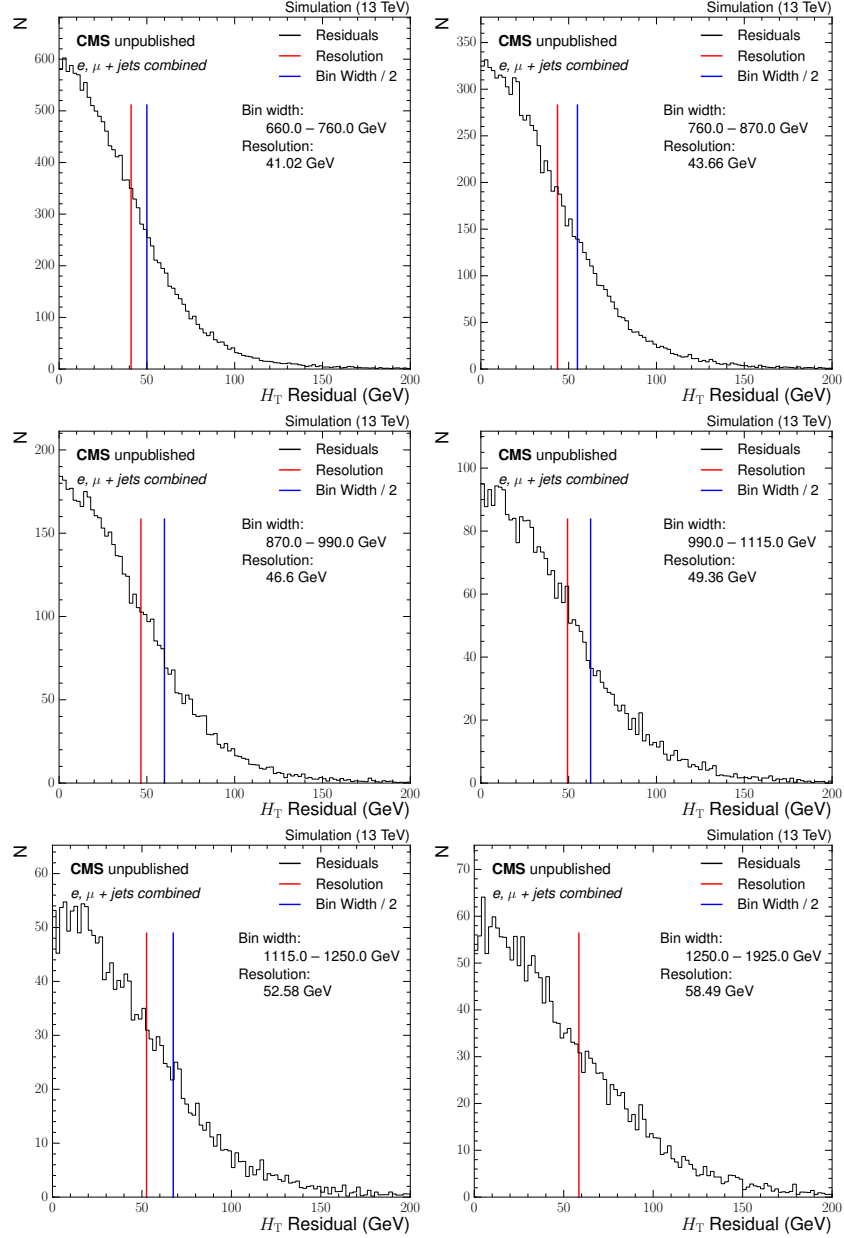 Simulation (13 TeV)
N
CMS unpublished
e, μ + jets combined
Residuals
Resolution
Bin Width / 2
Bin width:
660.0 – 760.0 GeV
Resolution:
41.02 GeV
600
500
400
300
200
100
0
0 50 100 150 200
H_T Residual (GeV)
Simulation (13 TeV)
N
CMS unpublished
e, μ + jets combined
Residuals
Resolution
Bin Width / 2
Bin width:
760.0 – 870.0 GeV
Resolution:
43.66 GeV
350
300
250
200
150
100
50
0
0 50 100 150 200
H_T Residual (GeV)
Simulation (13 TeV)
N
CMS unpublished
e, μ + jets combined
Residuals
Resolution
Bin Width / 2
Bin width:
870.0 – 990.0 GeV
Resolution:
46.6 GeV
200
150
100
50
0
0 50 100 150 200
H_T Residual (GeV)
Simulation (13 TeV)
N
CMS unpublished
e, μ + jets combined
Residuals
Resolution
Bin Width / 2
Bin width:
990.0 – 1115.0 GeV
Resolution:
49.36 GeV
100
80
60
40
20
0
0 50 100 150 200
H_T Residual (GeV)
Simulation (13 TeV)
N
CMS unpublished
e, μ + jets combined
Residuals
Resolution
Bin Width / 2
Bin width:
1115.0 – 1250.0 GeV
Resolution:
52.58 GeV
60
50
40
30
20
10
0
0 50 100 150 200
H_T Residual (GeV)
Simulation (13 TeV)
N
CMS unpublished
e, μ + jets combined
Residuals
Resolution
Bin Width / 2
Bin width:
1250.0 – 1925.0 GeV
Resolution:
58.49 GeV
70
60
50
40
30
20
10
0
0 50 100 150 200
H_T Residual (GeV)